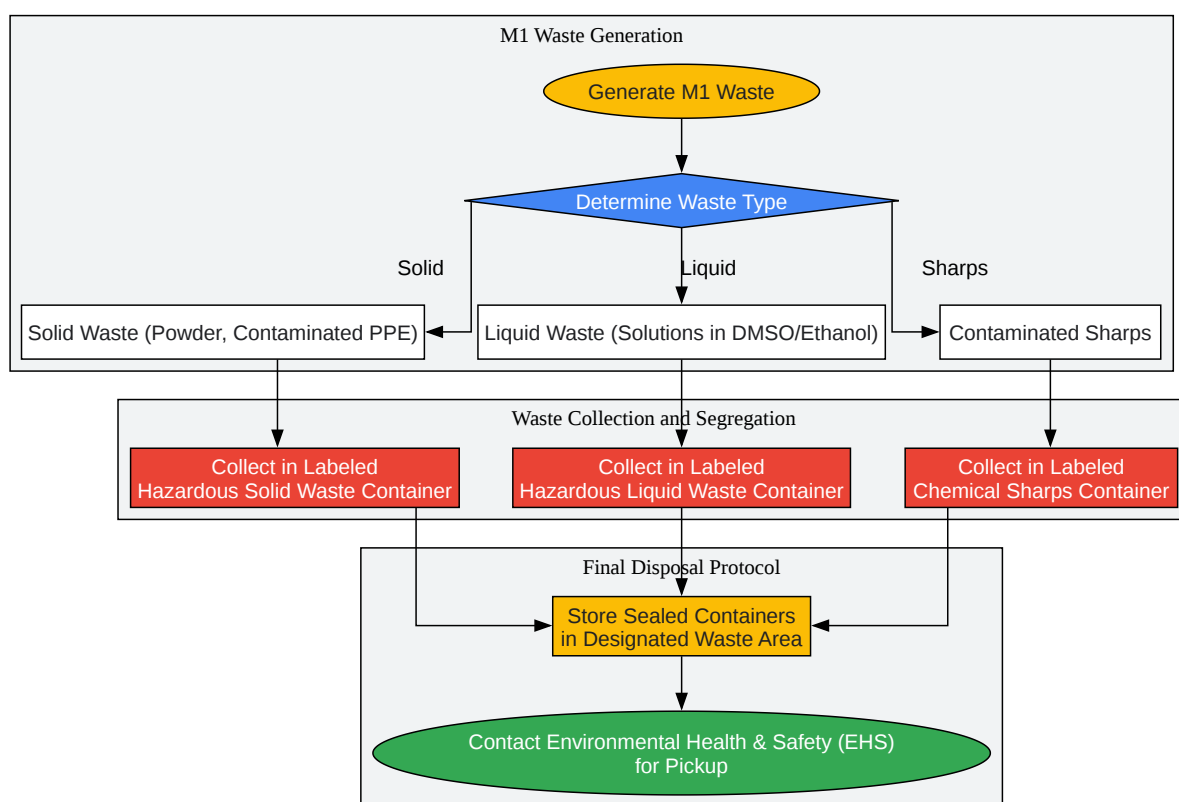 M1 Waste Generation
Generate M1 Waste
Determine Waste Type
Solid
Liquid
Sharps
Solid Waste (Powder, Contaminated PPE)
Liquid Waste (Solutions in DMSO/Ethanol)
Contaminated Sharps
Waste Collection and Segregation
Collect in Labeled
Hazardous Solid Waste Container
Collect in Labeled
Hazardous Liquid Waste Container
Collect in Labeled
Chemical Sharps Container
Final Disposal Protocol
Store Sealed Containers
in Designated Waste Area
Contact Environmental Health & Safety (EHS)
for Pickup